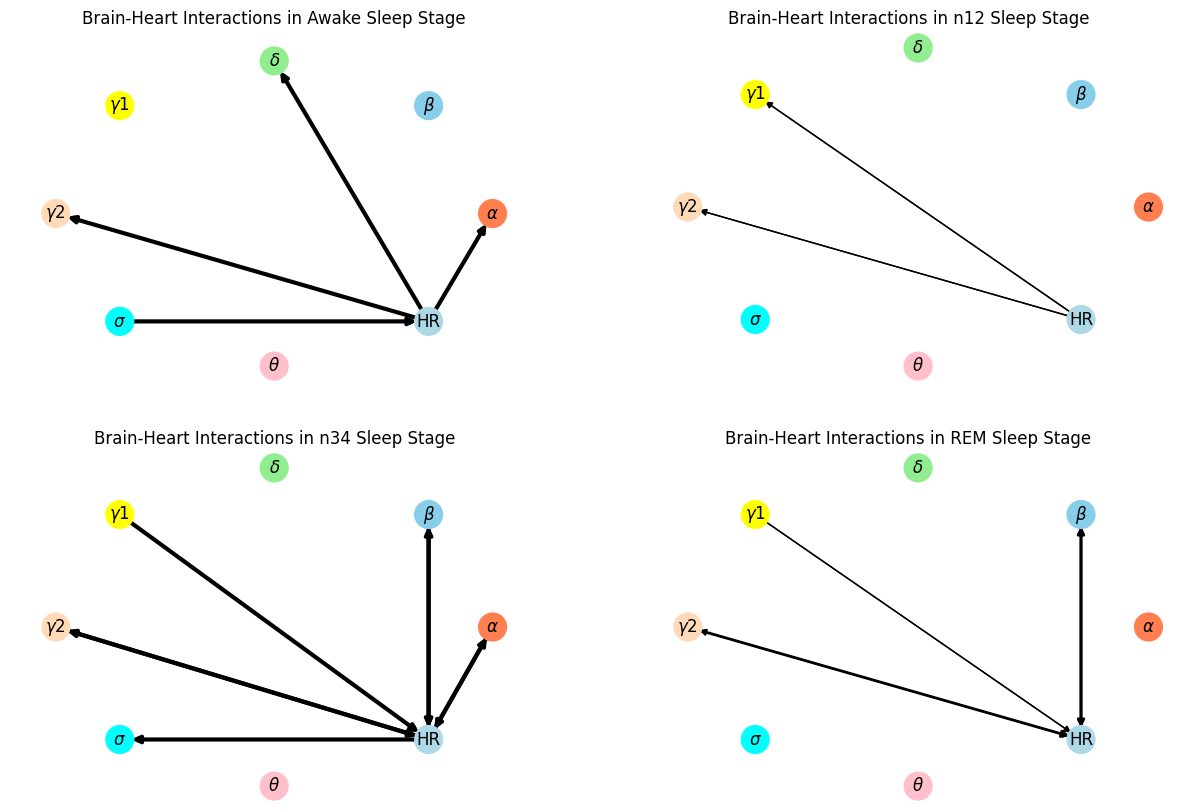 Brain-Heart Interactions in Awake Sleep Stage
δ
γ1
β
γ2
α
σ
HR
θ
Brain-Heart Interactions in n12 Sleep Stage
δ
γ1
β
γ2
α
σ
HR
θ
Brain-Heart Interactions in n34 Sleep Stage
δ
γ1
β
γ2
α
σ
HR
θ
Brain-Heart Interactions in REM Sleep Stage
δ
γ1
β
γ2
α
σ
HR
θ